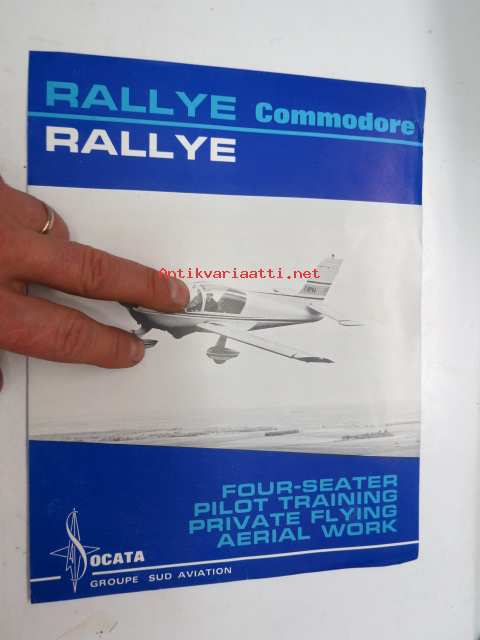 RALLYE Commodore
RALLYE
Antikvariaatti.net
FOUR-SEATER
PILOT TRAINING
PRIVATE FLYING
AERIAL WORK
SOCATA
GROUPE SUD AVIATION